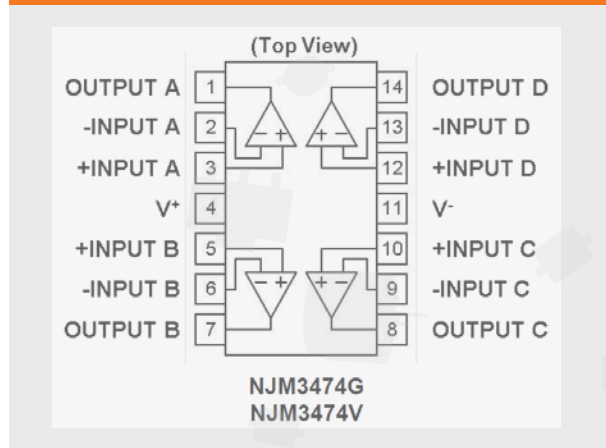 (Top View)
OUTPUT A 1 14 OUTPUT D
-INPUT A 2 - + + - 13 -INPUT D
+INPUT A 3 12 +INPUT D
V⁺ 4 11 V⁻
+INPUT B 5 10 +INPUT C
-INPUT B 6 - + + - 9 -INPUT C
OUTPUT B 7 8 OUTPUT C
NJM3474G
NJM3474V